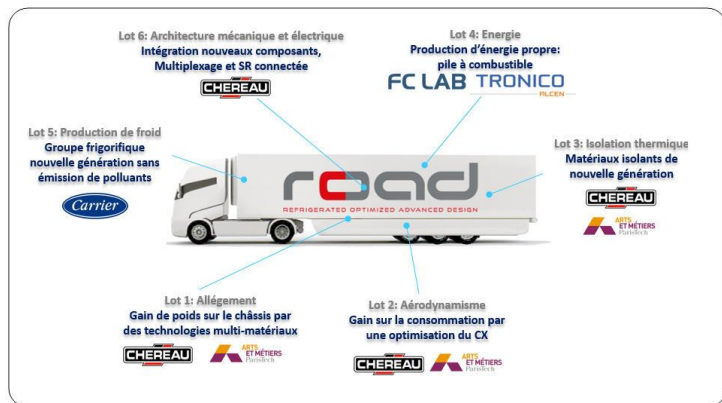 Lot 6: Architecture mécanique et électrique
Intégration nouveaux composants,
Multiplexage et SR connectée
CHEREAU
Lot 4: Energie
Production d'énergie propre:
pile à combustible
FC LAB TRONICO
ALCEN
Lot 5: Production de froid
Groupe frigorifique
nouvelle génération sans
émission de polluants
Carrier
Lot 3: Isolation thermique
Matériaux isolants de
nouvelle génération
CHEREAU
ARTS
ET MÉTIERS
ParisTech
road
REFRIGERATED OPTIMIZED ADVANCED DESIGN
Lot 1: Allégement
Gain de poids sur le châssis par
des technologies multi-matériaux
CHEREAU
ARTS
ET MÉTIERS
ParisTech
Lot 2: Aérodynamisme
Gain sur la consommation par
une optimisation du CX
CHEREAU
ARTS
ET MÉTIERS
ParisTech